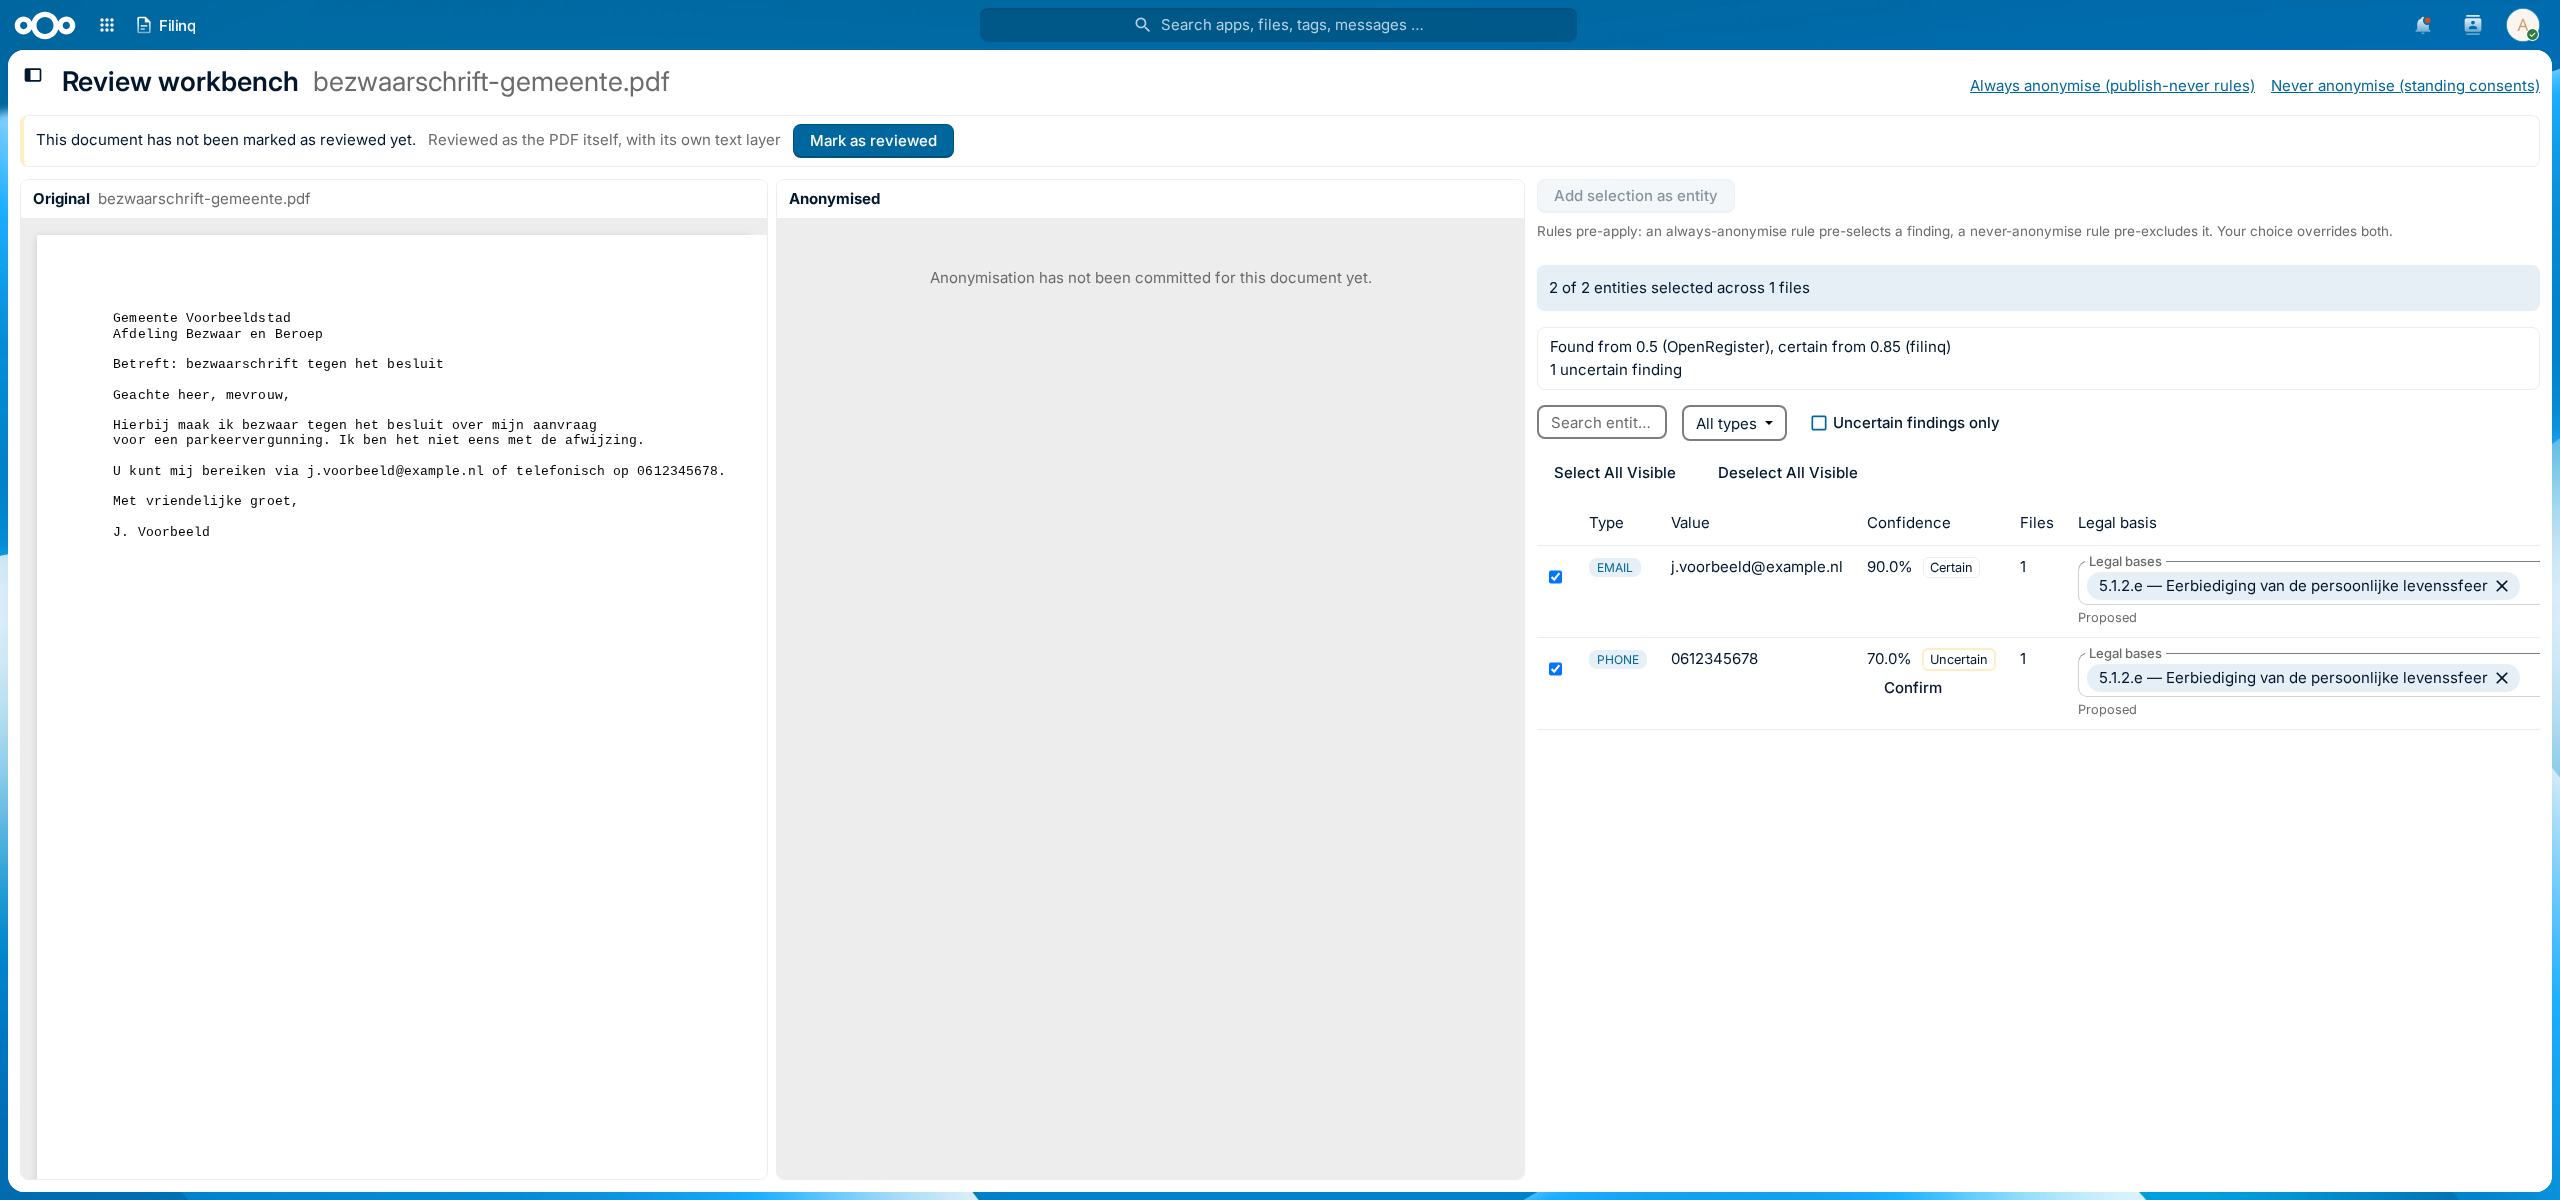 Filinq
Search apps, files, tags, messages ...
A
Review workbench bezwaarschrift-gemeente.pdf
Always anonymise (publish-never rules) Never anonymise (standing consents)
This document has not been marked as reviewed yet. Reviewed as the PDF itself, with its own text layer Mark as reviewed
Original bezwaarschrift-gemeente.pdf
Gemeente Voorbeeldstad
Afdeling Bezwaar en Beroep
Betreft: bezwaarschrift tegen het besluit
Geachte heer, mevrouw,
Hierbij maak ik bezwaar tegen het besluit over mijn aanvraag
voor een parkeervergunning. Ik ben het niet eens met de afwijzing.
U kunt mij bereiken via j.voorbeeld@example.nl of telefonisch op 0612345678.
Met vriendelijke groet,
J. Voorbeeld
Anonymised
Anonymisation has not been committed for this document yet.
Add selection as entity
Rules pre-apply: an always-anonymise rule pre-selects a finding, a never-anonymise rule pre-excludes it. Your choice overrides both.
2 of 2 entities selected across 1 files
Found from 0.5 (OpenRegister), certain from 0.85 (filinq)
1 uncertain finding
Search entit... All types Uncertain findings only
Select All Visible Deselect All Visible
Type Value Confidence Files Legal basis
Legal bases
EMAIL j.voorbeeld@example.nl 90.0% Certain 1
5.1.2.e — Eerbiediging van de persoonlijke levenssfeer
Proposed
Legal bases
PHONE 0612345678 70.0% Uncertain 1
5.1.2.e — Eerbiediging van de persoonlijke levenssfeer
Confirm
Proposed